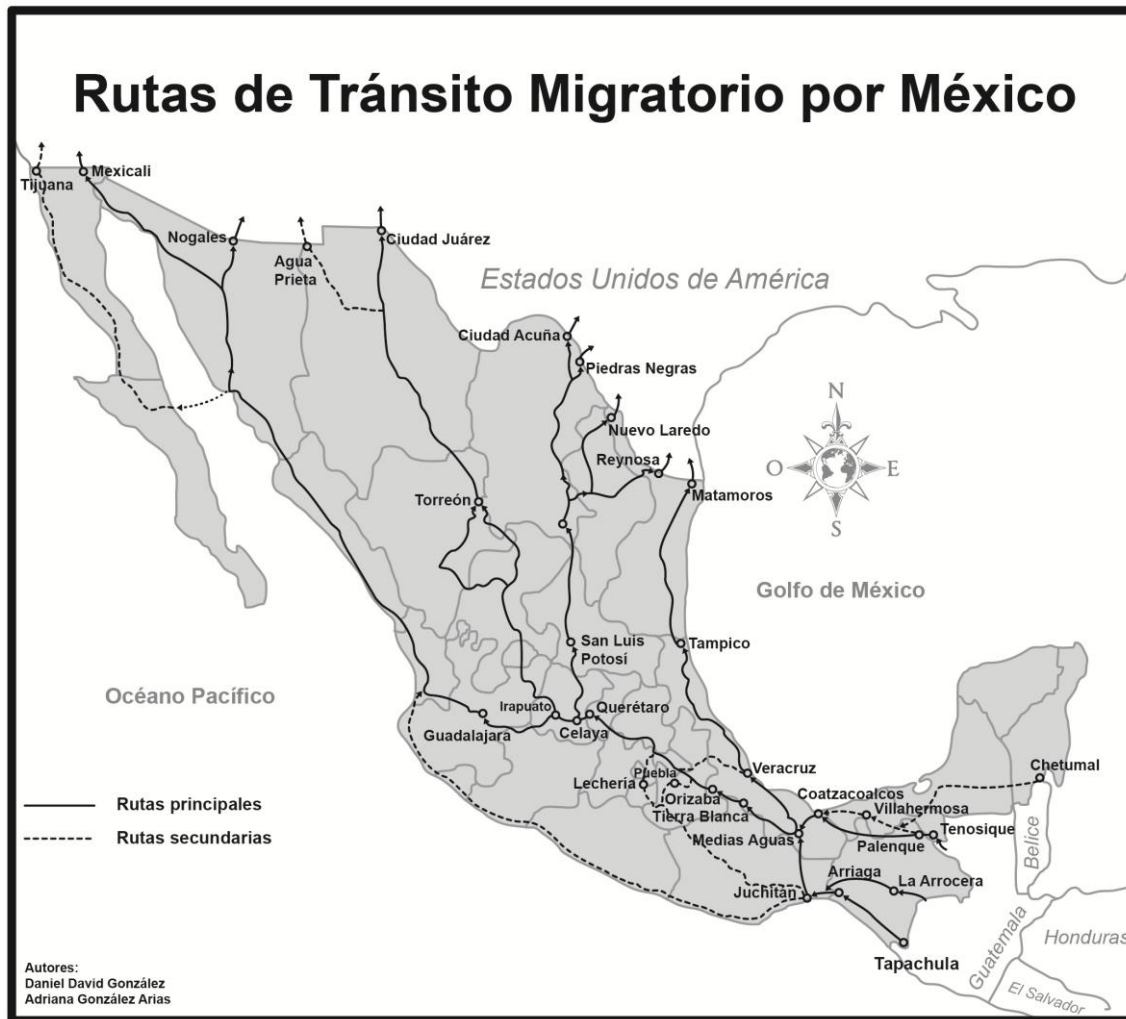 Rutas de Tránsito Migratorio por México
Tijuana
Mexicali
Nogales
Agua
Prieta
Ciudad Juárez
Estados Unidos de América
Ciudad Acuña
Piedras Negras
Nuevo Laredo
Reynosa
Matamoros
N
O
E
S
Torreón
Golfo de México
San Luis
Potosí
Tampico
Océano Pacífico
Irapuato
Querétaro
Guadalajara
Celaya
Lechería
Puebla
Veracruz
Chetumal
Orizaba
Coatzacoalcos
Villahermosa
Tierra Blanca
Rutas principales
Rutas secundarias
Medias Aguas
Palenque
Tenosique
Belice
Arriaga
La Arrocera
Juchitán
Tapachula
Guatemala
Honduras
El Salvador
Autores:
Daniel David González
Adriana González Arias